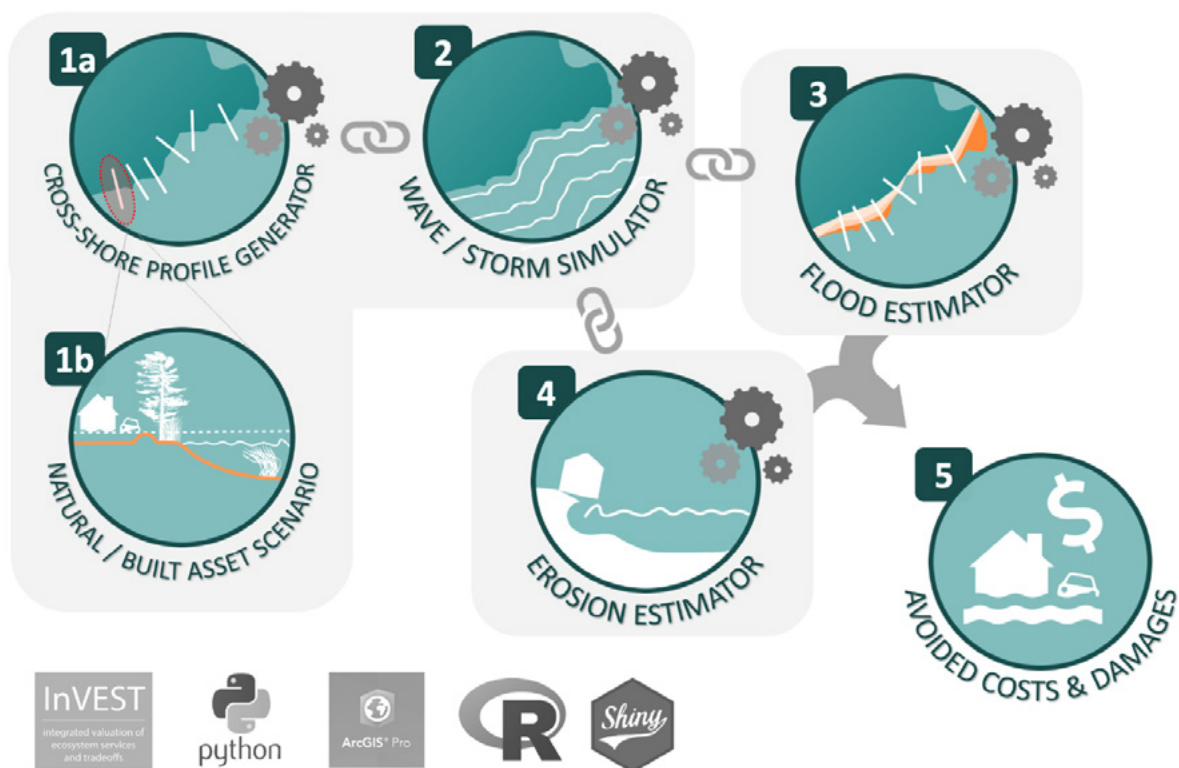 1a
CROSS-SHORE PROFILE GENERATOR
2
WAVE / STORM SIMULATOR
3
FLOOD ESTIMATOR
1b
NATURAL / BUILT ASSET SCENARIO
4
EROSION ESTIMATOR
5
$
AVOIDED COSTS & DAMAGES
InVEST
integrated valuation of
ecosystem services
and tradeoffs
python
ArcGIS® Pro
R
Shiny